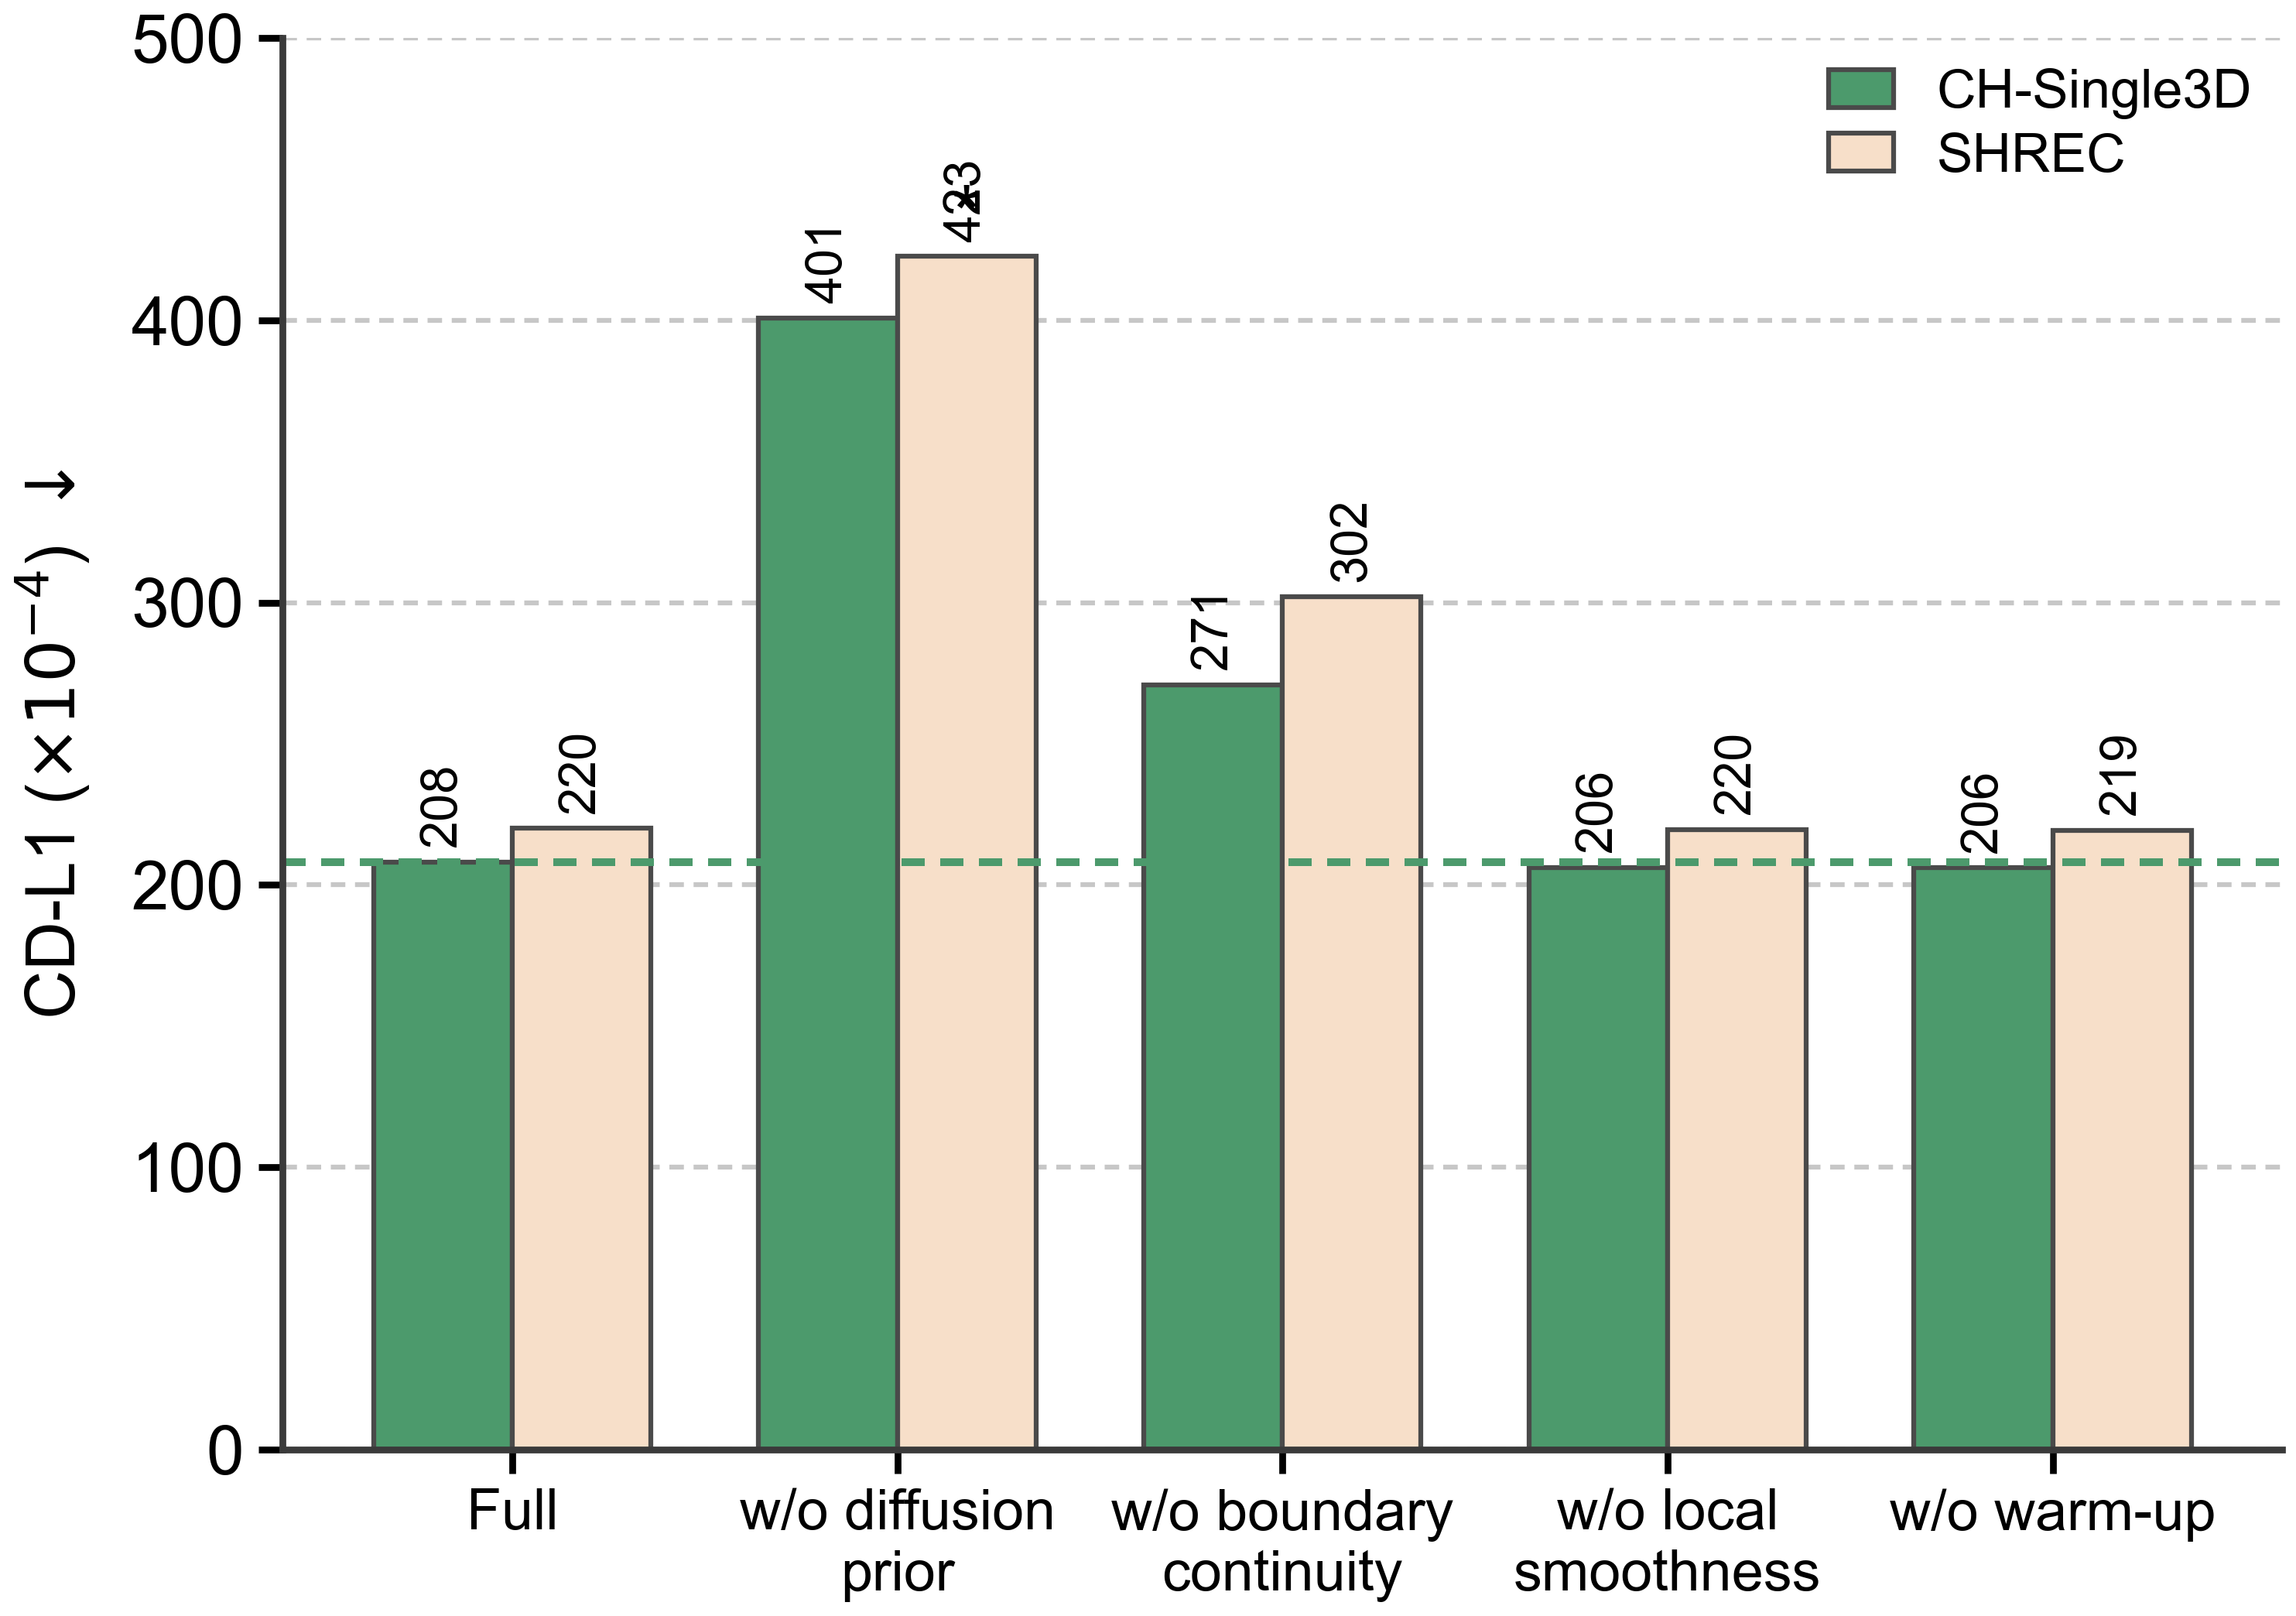 CD-L1 (×10⁻⁴) ↓
500
400
300
200
100
0
CH-Single3D
SHREC
208
220
401
423
*
271
302
206
220
206
219
Full
w/o diffusion
prior
w/o boundary
continuity
w/o local
smoothness
w/o warm-up